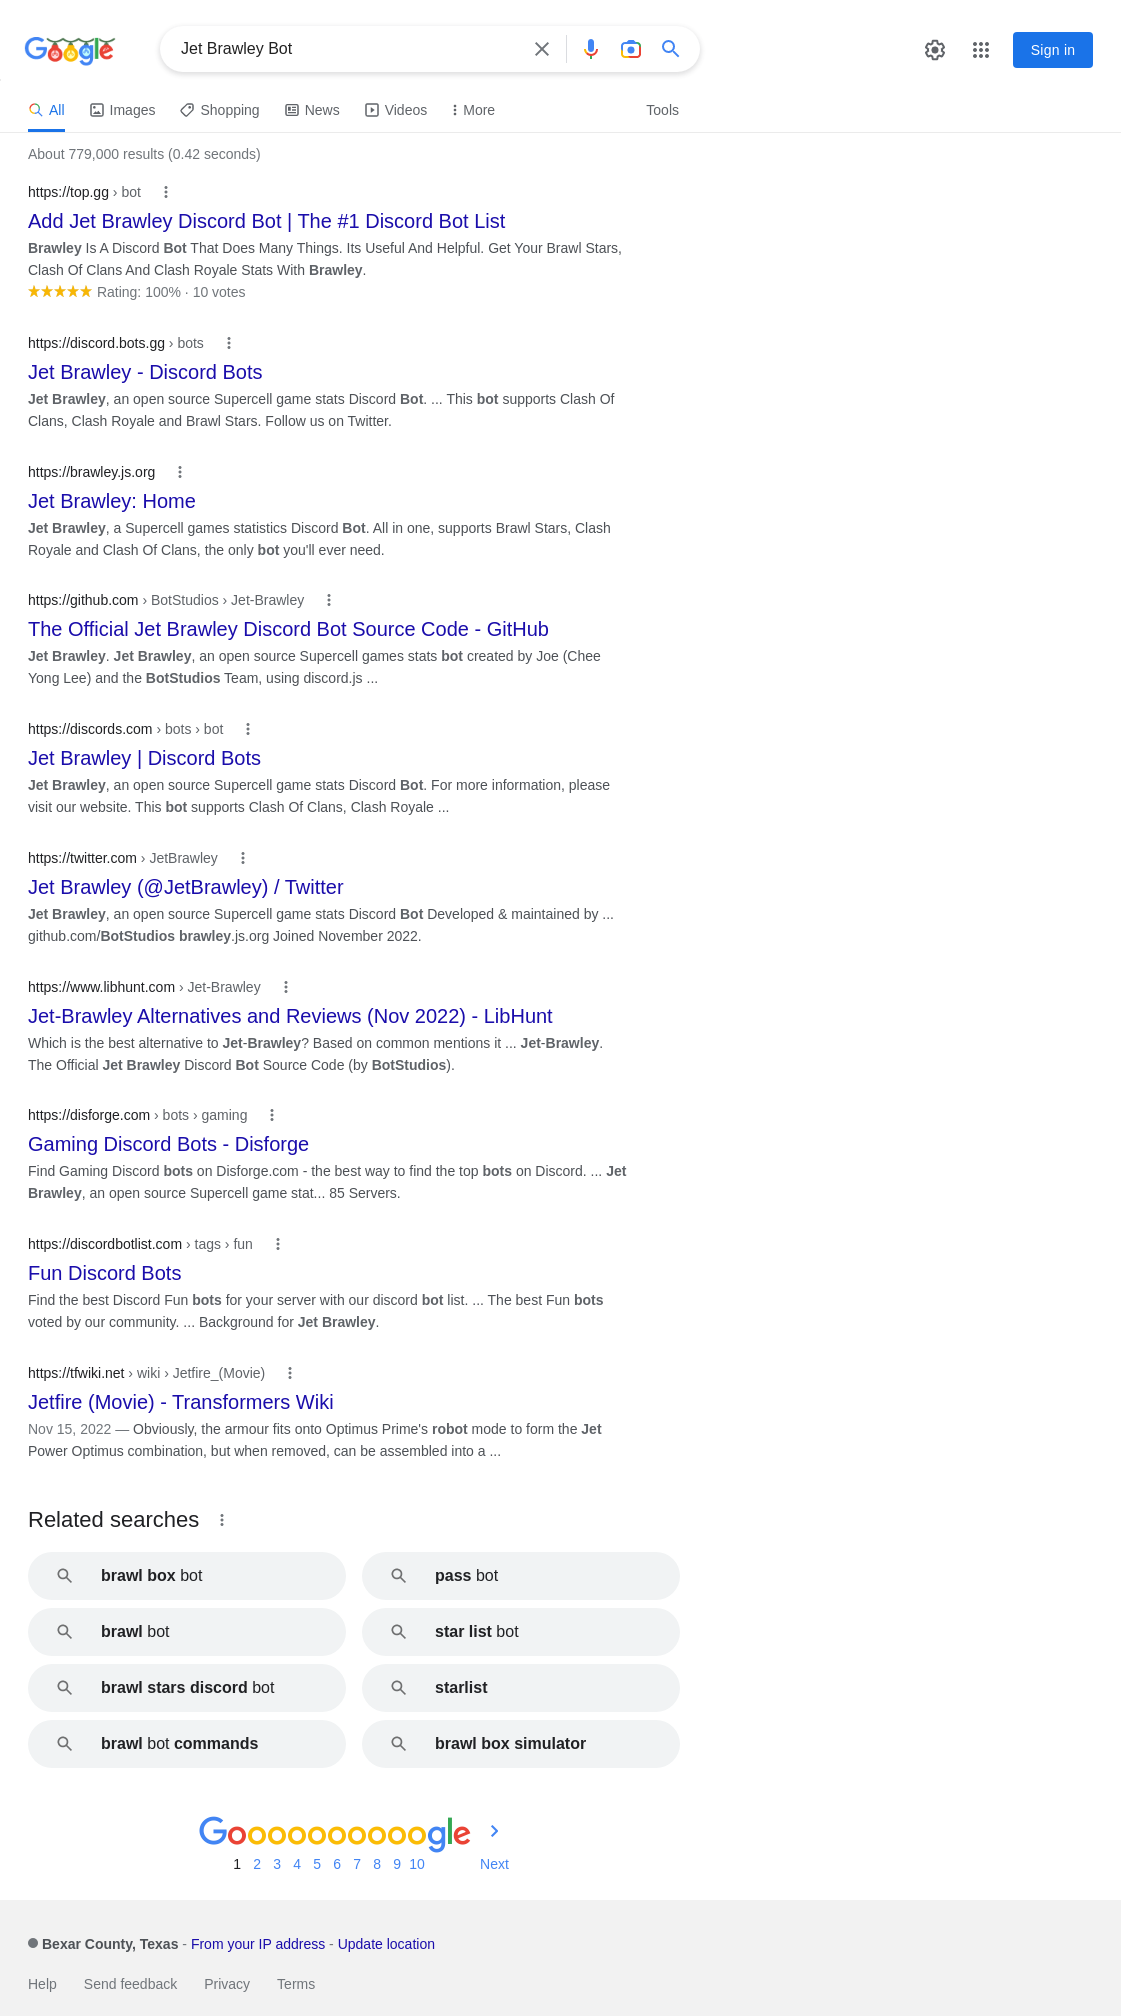 Google
Jet Brawley Bot
Sign in
All
Images
Shopping
News
Videos
More
Tools
About 779,000 results (0.42 seconds)
https://top.gg › bot
Add Jet Brawley Discord Bot | The #1 Discord Bot List
Brawley Is A Discord Bot That Does Many Things. Its Useful And Helpful. Get Your Brawl Stars,
Clash Of Clans And Clash Royale Stats With Brawley.
Rating: 100% · 10 votes
https://discord.bots.gg › bots
Jet Brawley - Discord Bots
Jet Brawley, an open source Supercell game stats Discord Bot. ... This bot supports Clash Of
Clans, Clash Royale and Brawl Stars. Follow us on Twitter.
https://brawley.js.org
Jet Brawley: Home
Jet Brawley, a Supercell games statistics Discord Bot. All in one, supports Brawl Stars, Clash
Royale and Clash Of Clans, the only bot you'll ever need.
https://github.com › BotStudios › Jet-Brawley
The Official Jet Brawley Discord Bot Source Code - GitHub
Jet Brawley. Jet Brawley, an open source Supercell games stats bot created by Joe (Chee
Yong Lee) and the BotStudios Team, using discord.js ...
https://discords.com › bots › bot
Jet Brawley | Discord Bots
Jet Brawley, an open source Supercell game stats Discord Bot. For more information, please
visit our website. This bot supports Clash Of Clans, Clash Royale ...
https://twitter.com › JetBrawley
Jet Brawley (@JetBrawley) / Twitter
Jet Brawley, an open source Supercell game stats Discord Bot Developed & maintained by ...
github.com/BotStudios brawley.js.org Joined November 2022.
https://www.libhunt.com › Jet-Brawley
Jet-Brawley Alternatives and Reviews (Nov 2022) - LibHunt
Which is the best alternative to Jet-Brawley? Based on common mentions it ... Jet-Brawley.
The Official Jet Brawley Discord Bot Source Code (by BotStudios).
https://disforge.com › bots › gaming
Gaming Discord Bots - Disforge
Find Gaming Discord bots on Disforge.com - the best way to find the top bots on Discord. ... Jet
Brawley, an open source Supercell game stat... 85 Servers.
https://discordbotlist.com › tags › fun
Fun Discord Bots
Find the best Discord Fun bots for your server with our discord bot list. ... The best Fun bots
voted by our community. ... Background for Jet Brawley.
https://tfwiki.net › wiki › Jetfire_(Movie)
Jetfire (Movie) - Transformers Wiki
Nov 15, 2022 — Obviously, the armour fits onto Optimus Prime's robot mode to form the Jet
Power Optimus combination, but when removed, can be assembled into a ...
Related searches
brawl box bot
pass bot
brawl bot
star list bot
brawl stars discord bot
starlist
brawl bot commands
brawl box simulator
Goooooooooogle
1 2 3 4 5 6 7 8 9 10 Next
Bexar County, Texas - From your IP address - Update location
Help Send feedback Privacy Terms